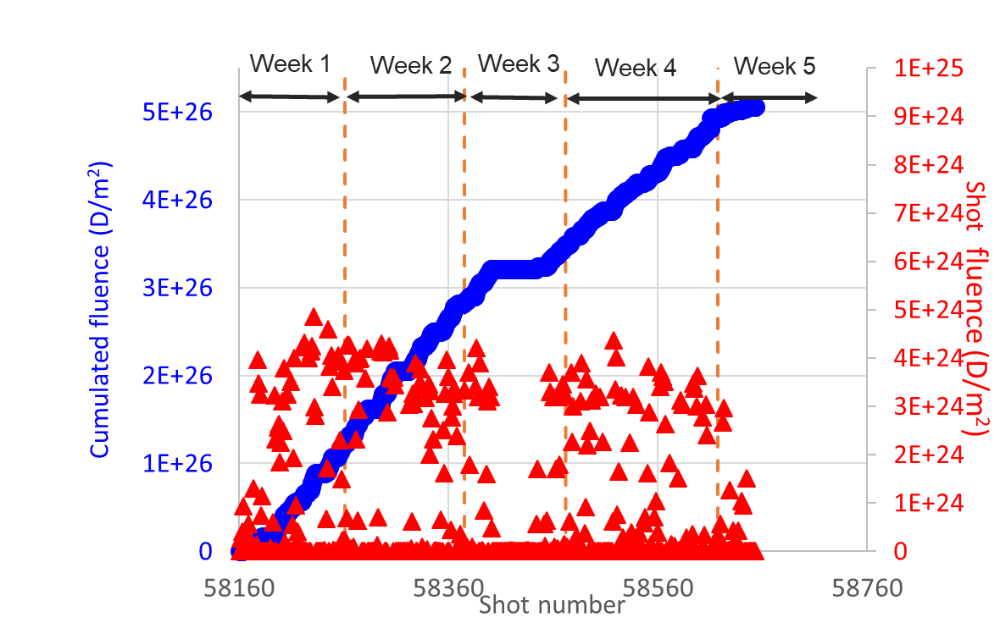 Week 1
Week 2
Week 3
Week 4
Week 5
1E+25
5E+26
9E+24
8E+24
4E+26
7E+24
6E+24
3E+26
5E+24
2E+26
4E+24
3E+24
1E+26
2E+24
1E+24
0
0
Cumulated fluence (D/m²)
Shot fluence (D/m²)
58160
58360
58560
58760
Shot number